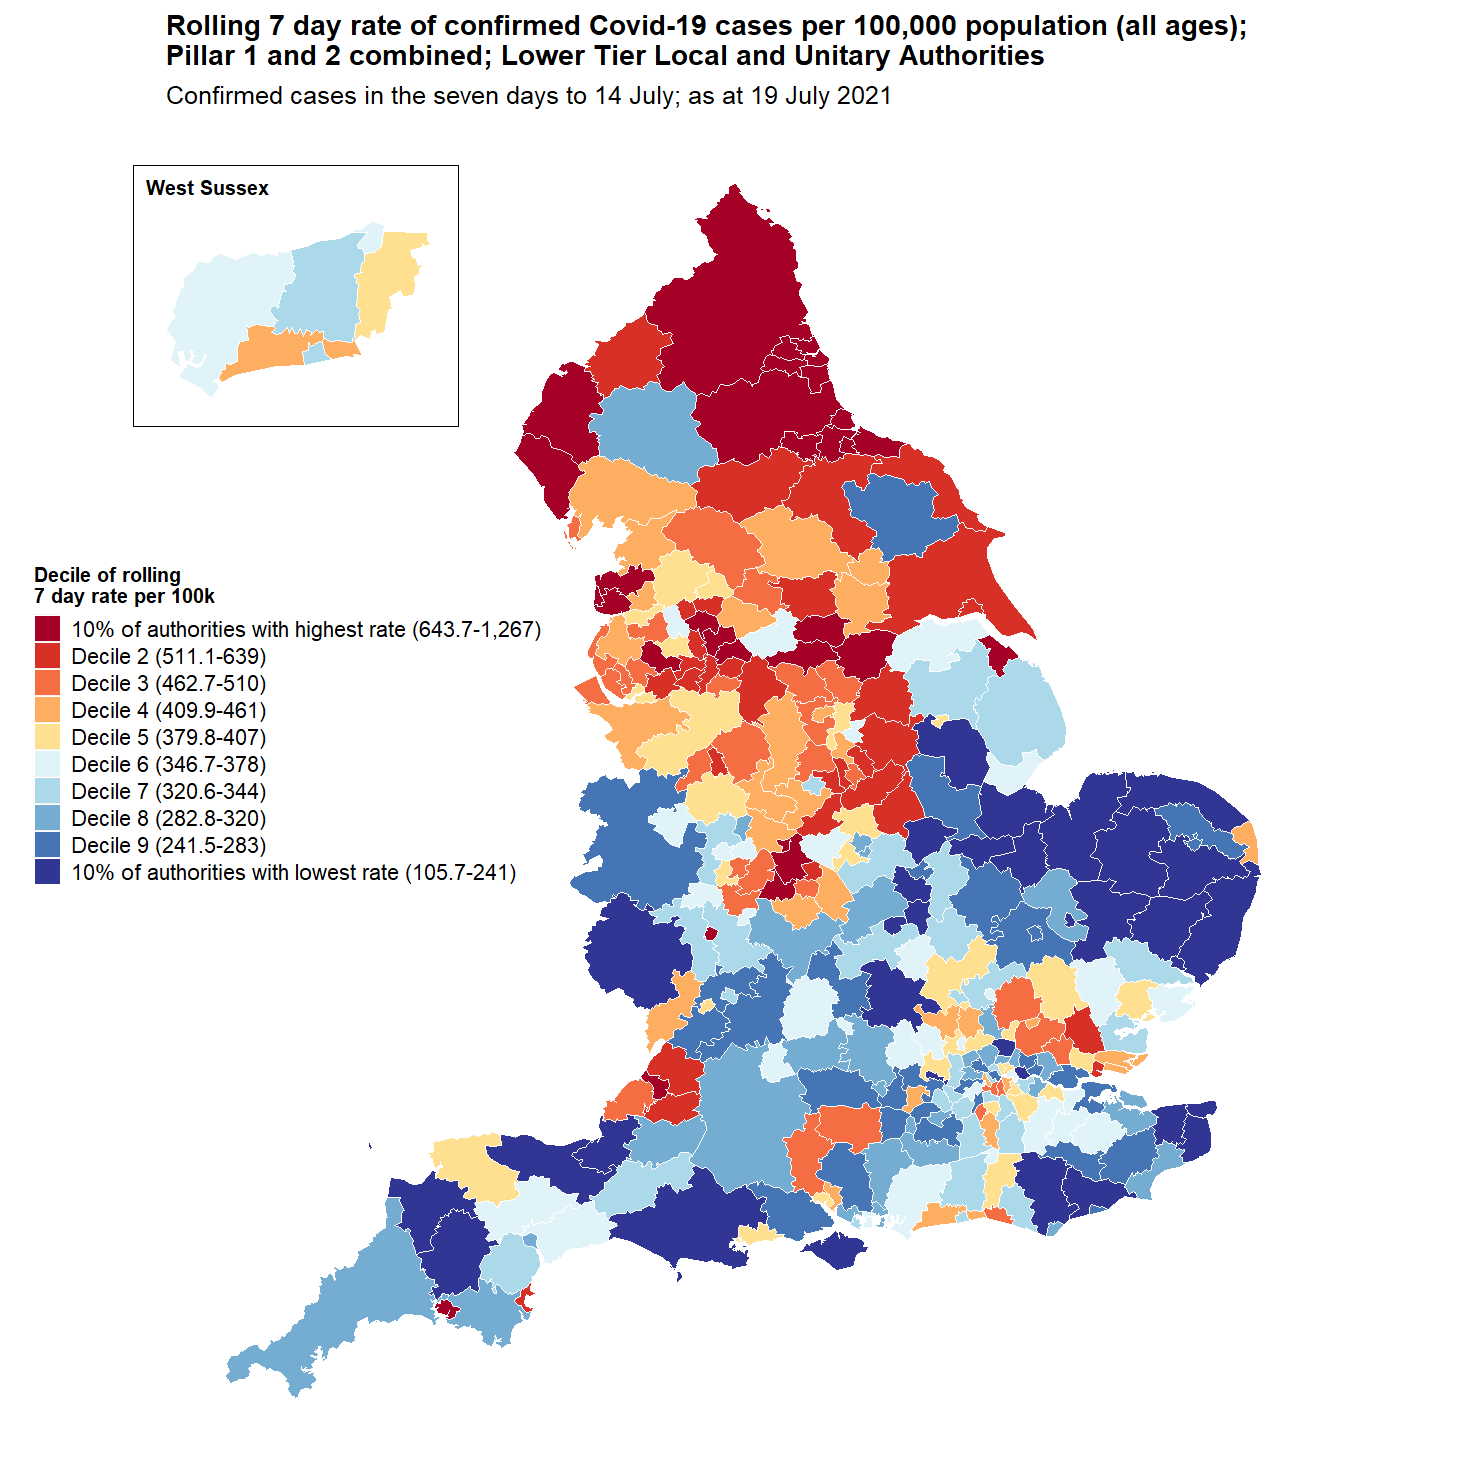 Rolling 7 day rate of confirmed Covid-19 cases per 100,000 population (all ages);
Pillar 1 and 2 combined; Lower Tier Local and Unitary Authorities
Confirmed cases in the seven days to 14 July; as at 19 July 2021
West Sussex
Decile of rolling
7 day rate per 100k
10% of authorities with highest rate (643.7-1,267)
Decile 2 (511.1-639)
Decile 3 (462.7-510)
Decile 4 (409.9-461)
Decile 5 (379.8-407)
Decile 6 (346.7-378)
Decile 7 (320.6-344)
Decile 8 (282.8-320)
Decile 9 (241.5-283)
10% of authorities with lowest rate (105.7-241)